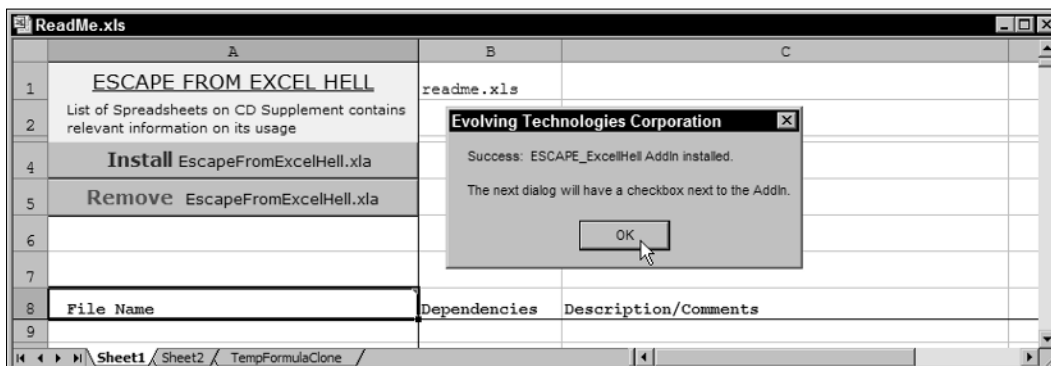 ReadMe.xls
A B C
1 ESCAPE FROM EXCEL HELL readme.xls
List of Spreadsheets on CD Supplement contains
2 relevant information on its usage
Evolving Technologies Corporation
Success: ESCAPE_ExcelHell AddIn installed.
The next dialog will have a checkbox next to the AddIn.
OK
4 Install EscapeFromExcelHell.xla
5 Remove EscapeFromExcelHell.xla
6
7
8 File Name Dependencies Description/Comments
9
Sheet1 Sheet2 TempFormulaClone